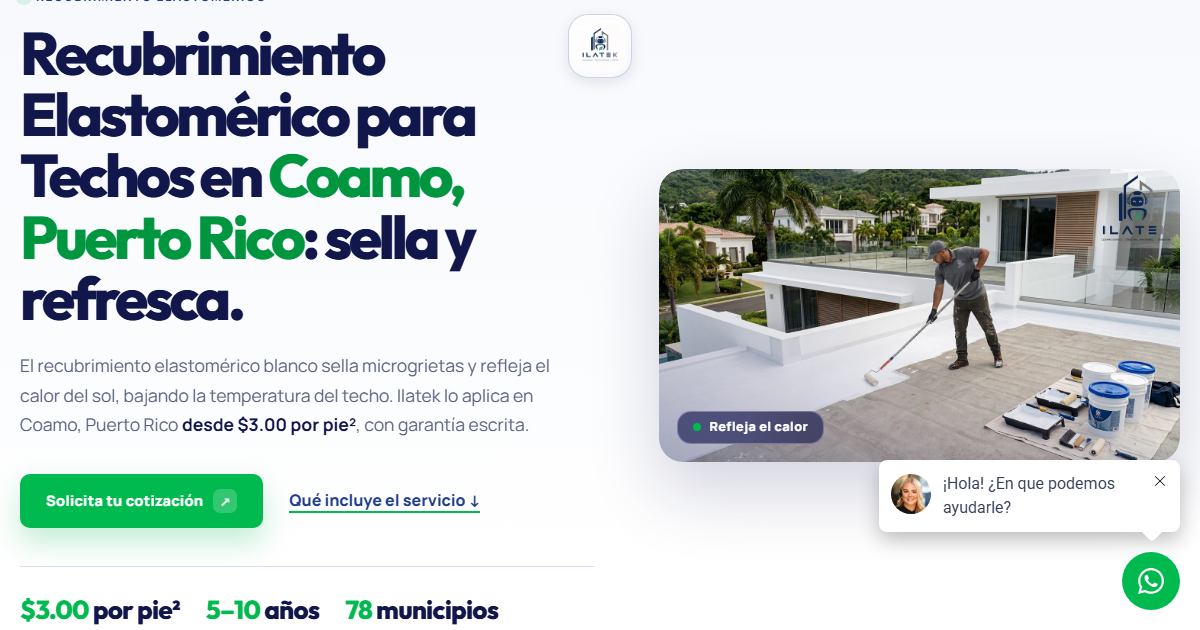 Recubrimiento
Elastomérico para
Techos en Coamo,
Puerto Rico: sella y
refresca.
El recubrimiento elastomérico blanco sella microgrietas y refleja el
calor del sol, bajando la temperatura del techo. Ilatek lo aplica en
Coamo, Puerto Rico desde $3.00 por pie², con garantía escrita.
Solicita tu cotización ↗
Qué incluye el servicio ↓
$3.00 por pie²
5–10 años
78 municipios
ILATEK
ILATE
Refleja el calor
¡Hola! ¿En que podemos
ayudarle?